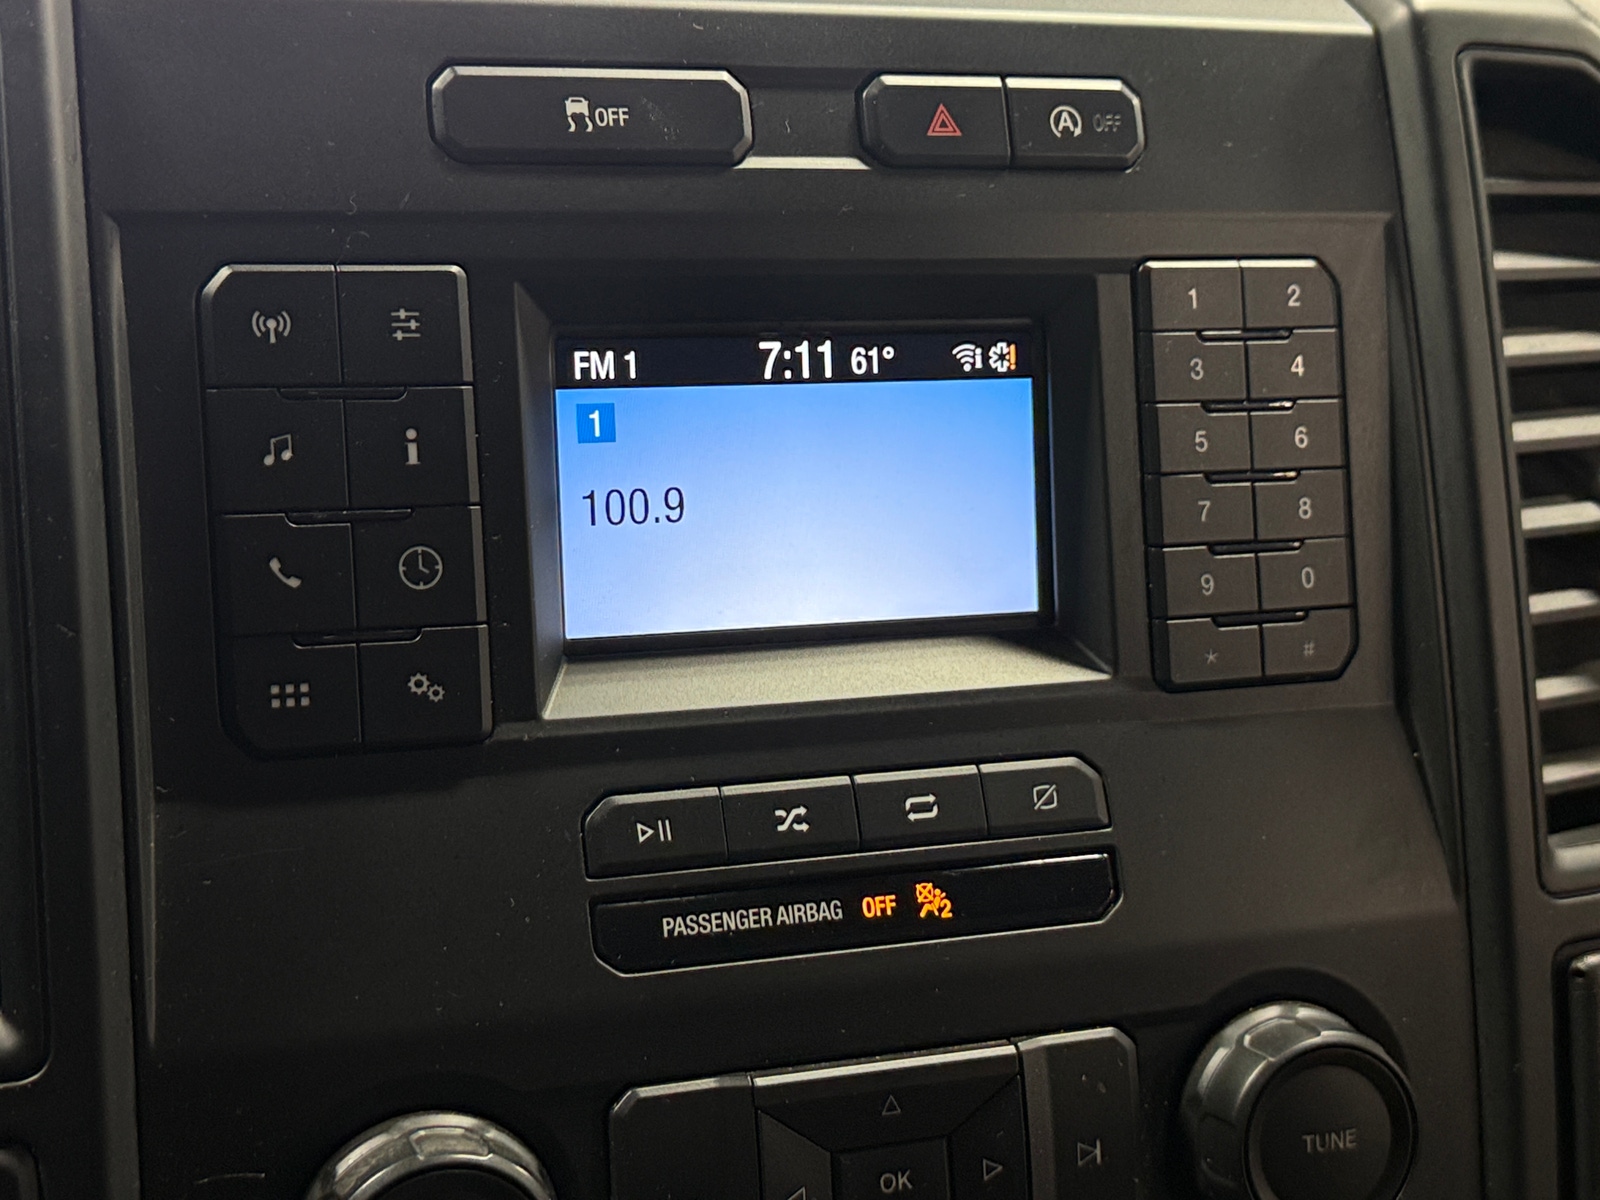 OFF
A OFF
FM 1 7:11 61° i
1
100.9
1 2
3 4
i
5 6
7 8
9 0
* #
PASSENGER AIRBAG OFF 2
OK
TUNE